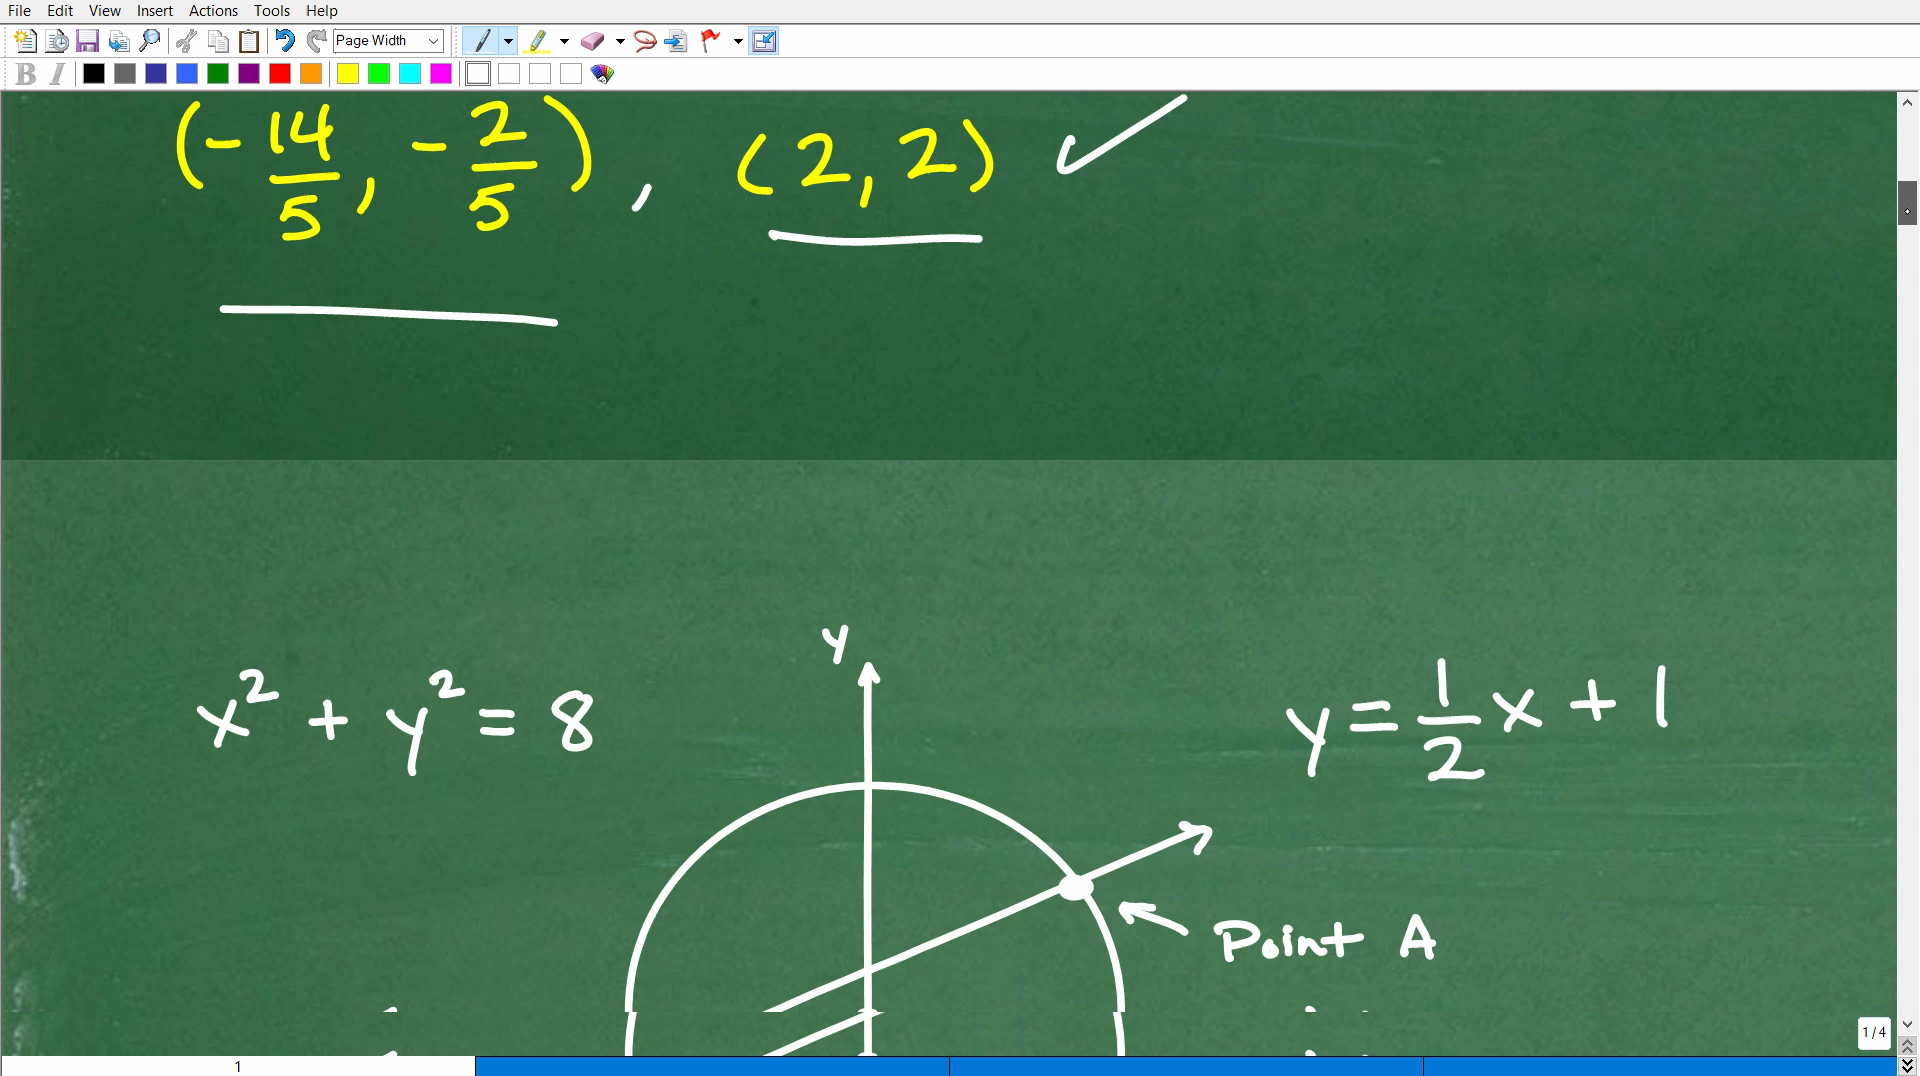 File Edit View Insert Actions Tools Help
Page Width
B I
(-14/5, -2/5), (2, 2) ✓
y
x² + y² = 8
y = 1/2 x + 1
Point A
1 / 4
1